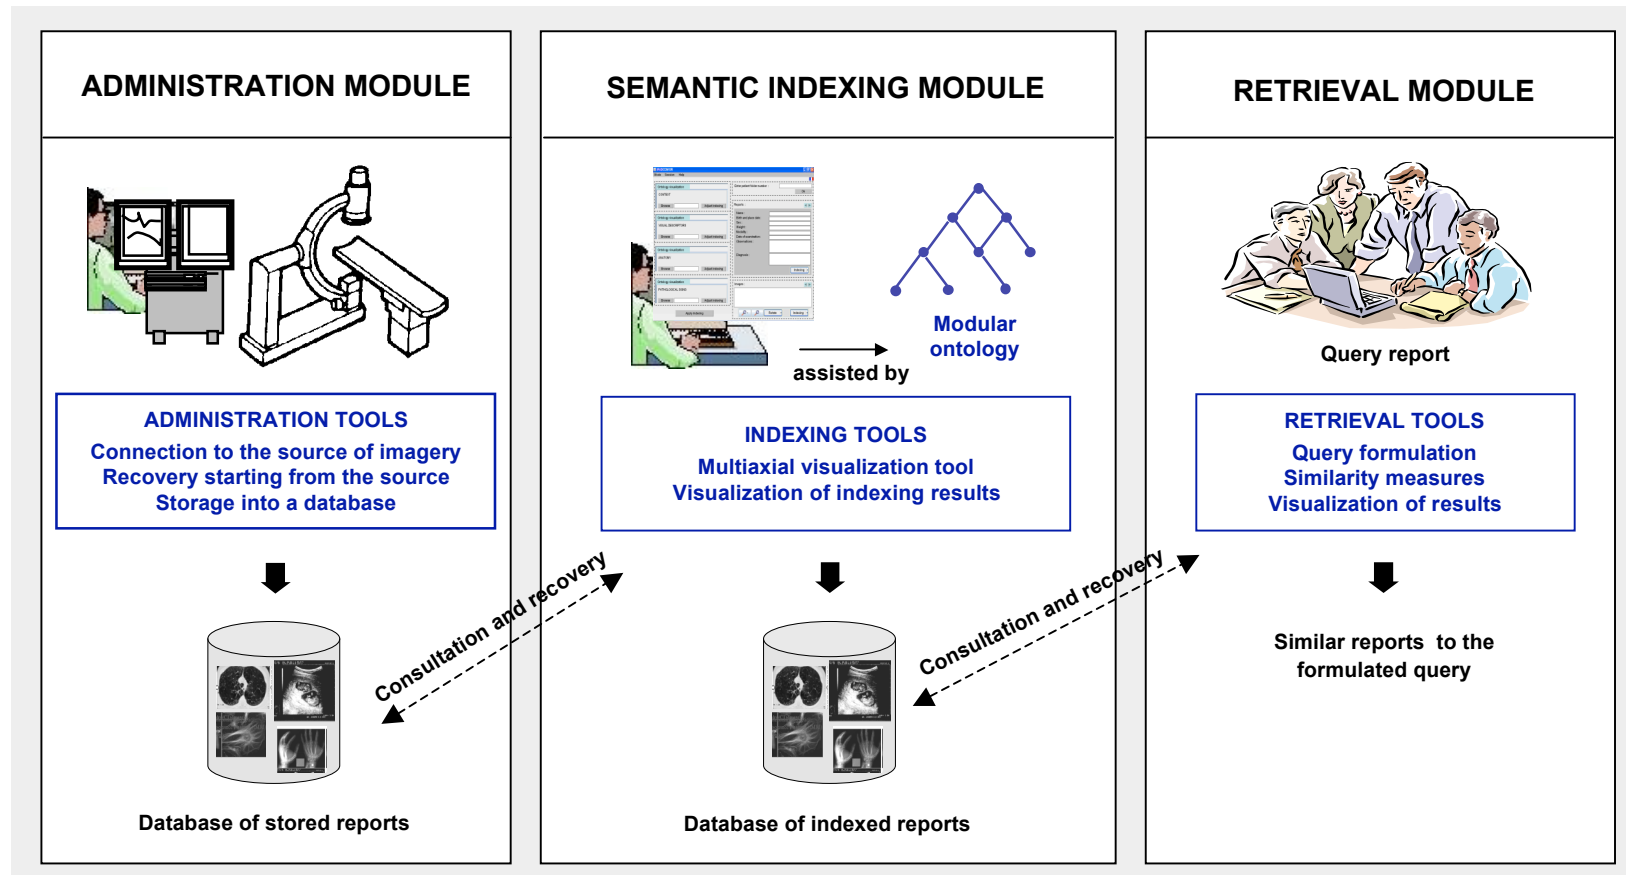 ADMINISTRATION MODULE
ADMINISTRATION TOOLS
Connection to the source of imagery
Recovery starting from the source
Storage into a database
Database of stored reports
Consultation and recovery
SEMANTIC INDEXING MODULE
Modular
ontology
assisted by
INDEXING TOOLS
Multiaxial visualization tool
Visualization of indexing results
Database of indexed reports
Consultation and recovery
RETRIEVAL MODULE
Query report
RETRIEVAL TOOLS
Query formulation
Similarity measures
Visualization of results
Similar reports to the
formulated query